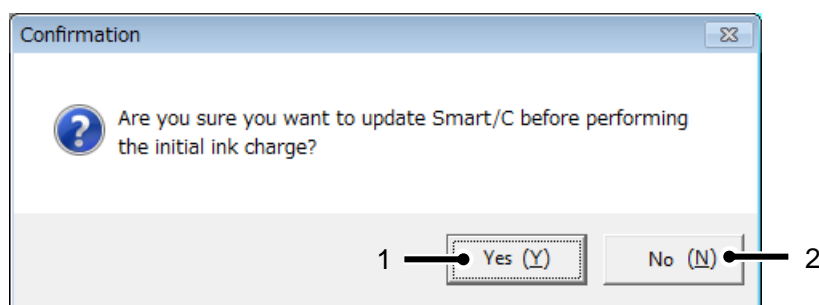 Confirmation
Are you sure you want to update Smart/C before performing
the initial ink charge?
1 Yes (Y) No (N) 2